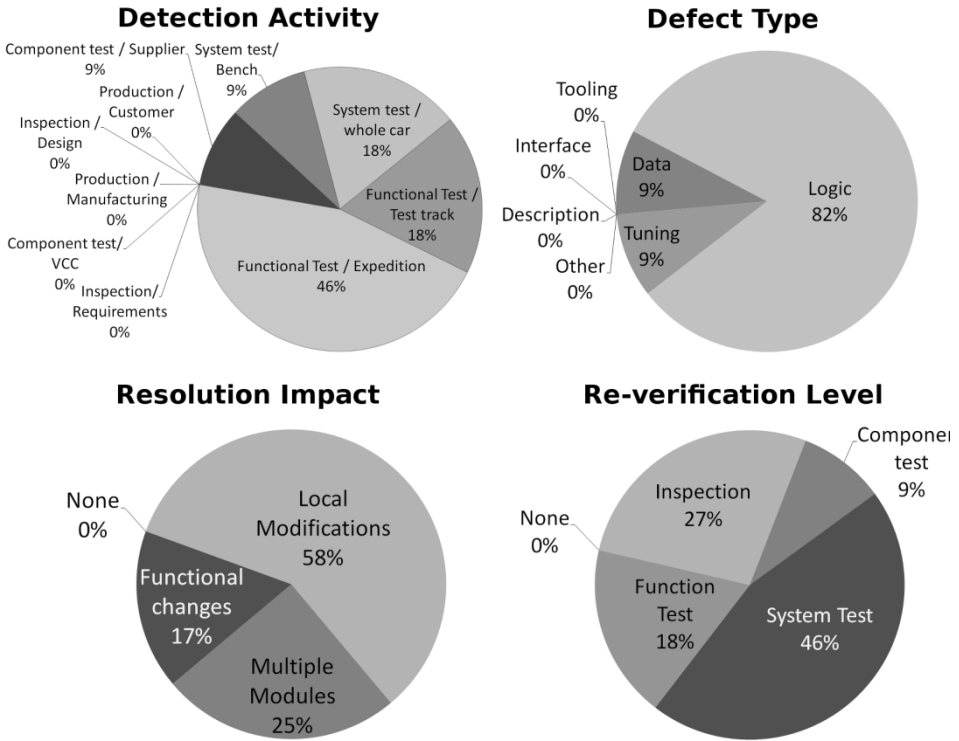 Detection Activity
Component test / Supplier
9%
System test/
Bench
9%
Production /
Customer
0%
Inspection /
Design
0%
Production /
Manufacturing
0%
Component test/
VCC
0%
Inspection/
Requirements
0%
System test /
whole car
18%
Functional Test /
Test track
18%
Functional Test / Expedition
46%
Defect Type
Tooling
0%
Interface
0%
Description
0%
Other
0%
Data
9%
Tuning
9%
Logic
82%
Resolution Impact
None
0%
Local
Modifications
58%
Functional
changes
17%
Multiple
Modules
25%
Re-verification Level
None
0%
Inspection
27%
Componei
test
9%
Function
Test
18%
System Test
46%